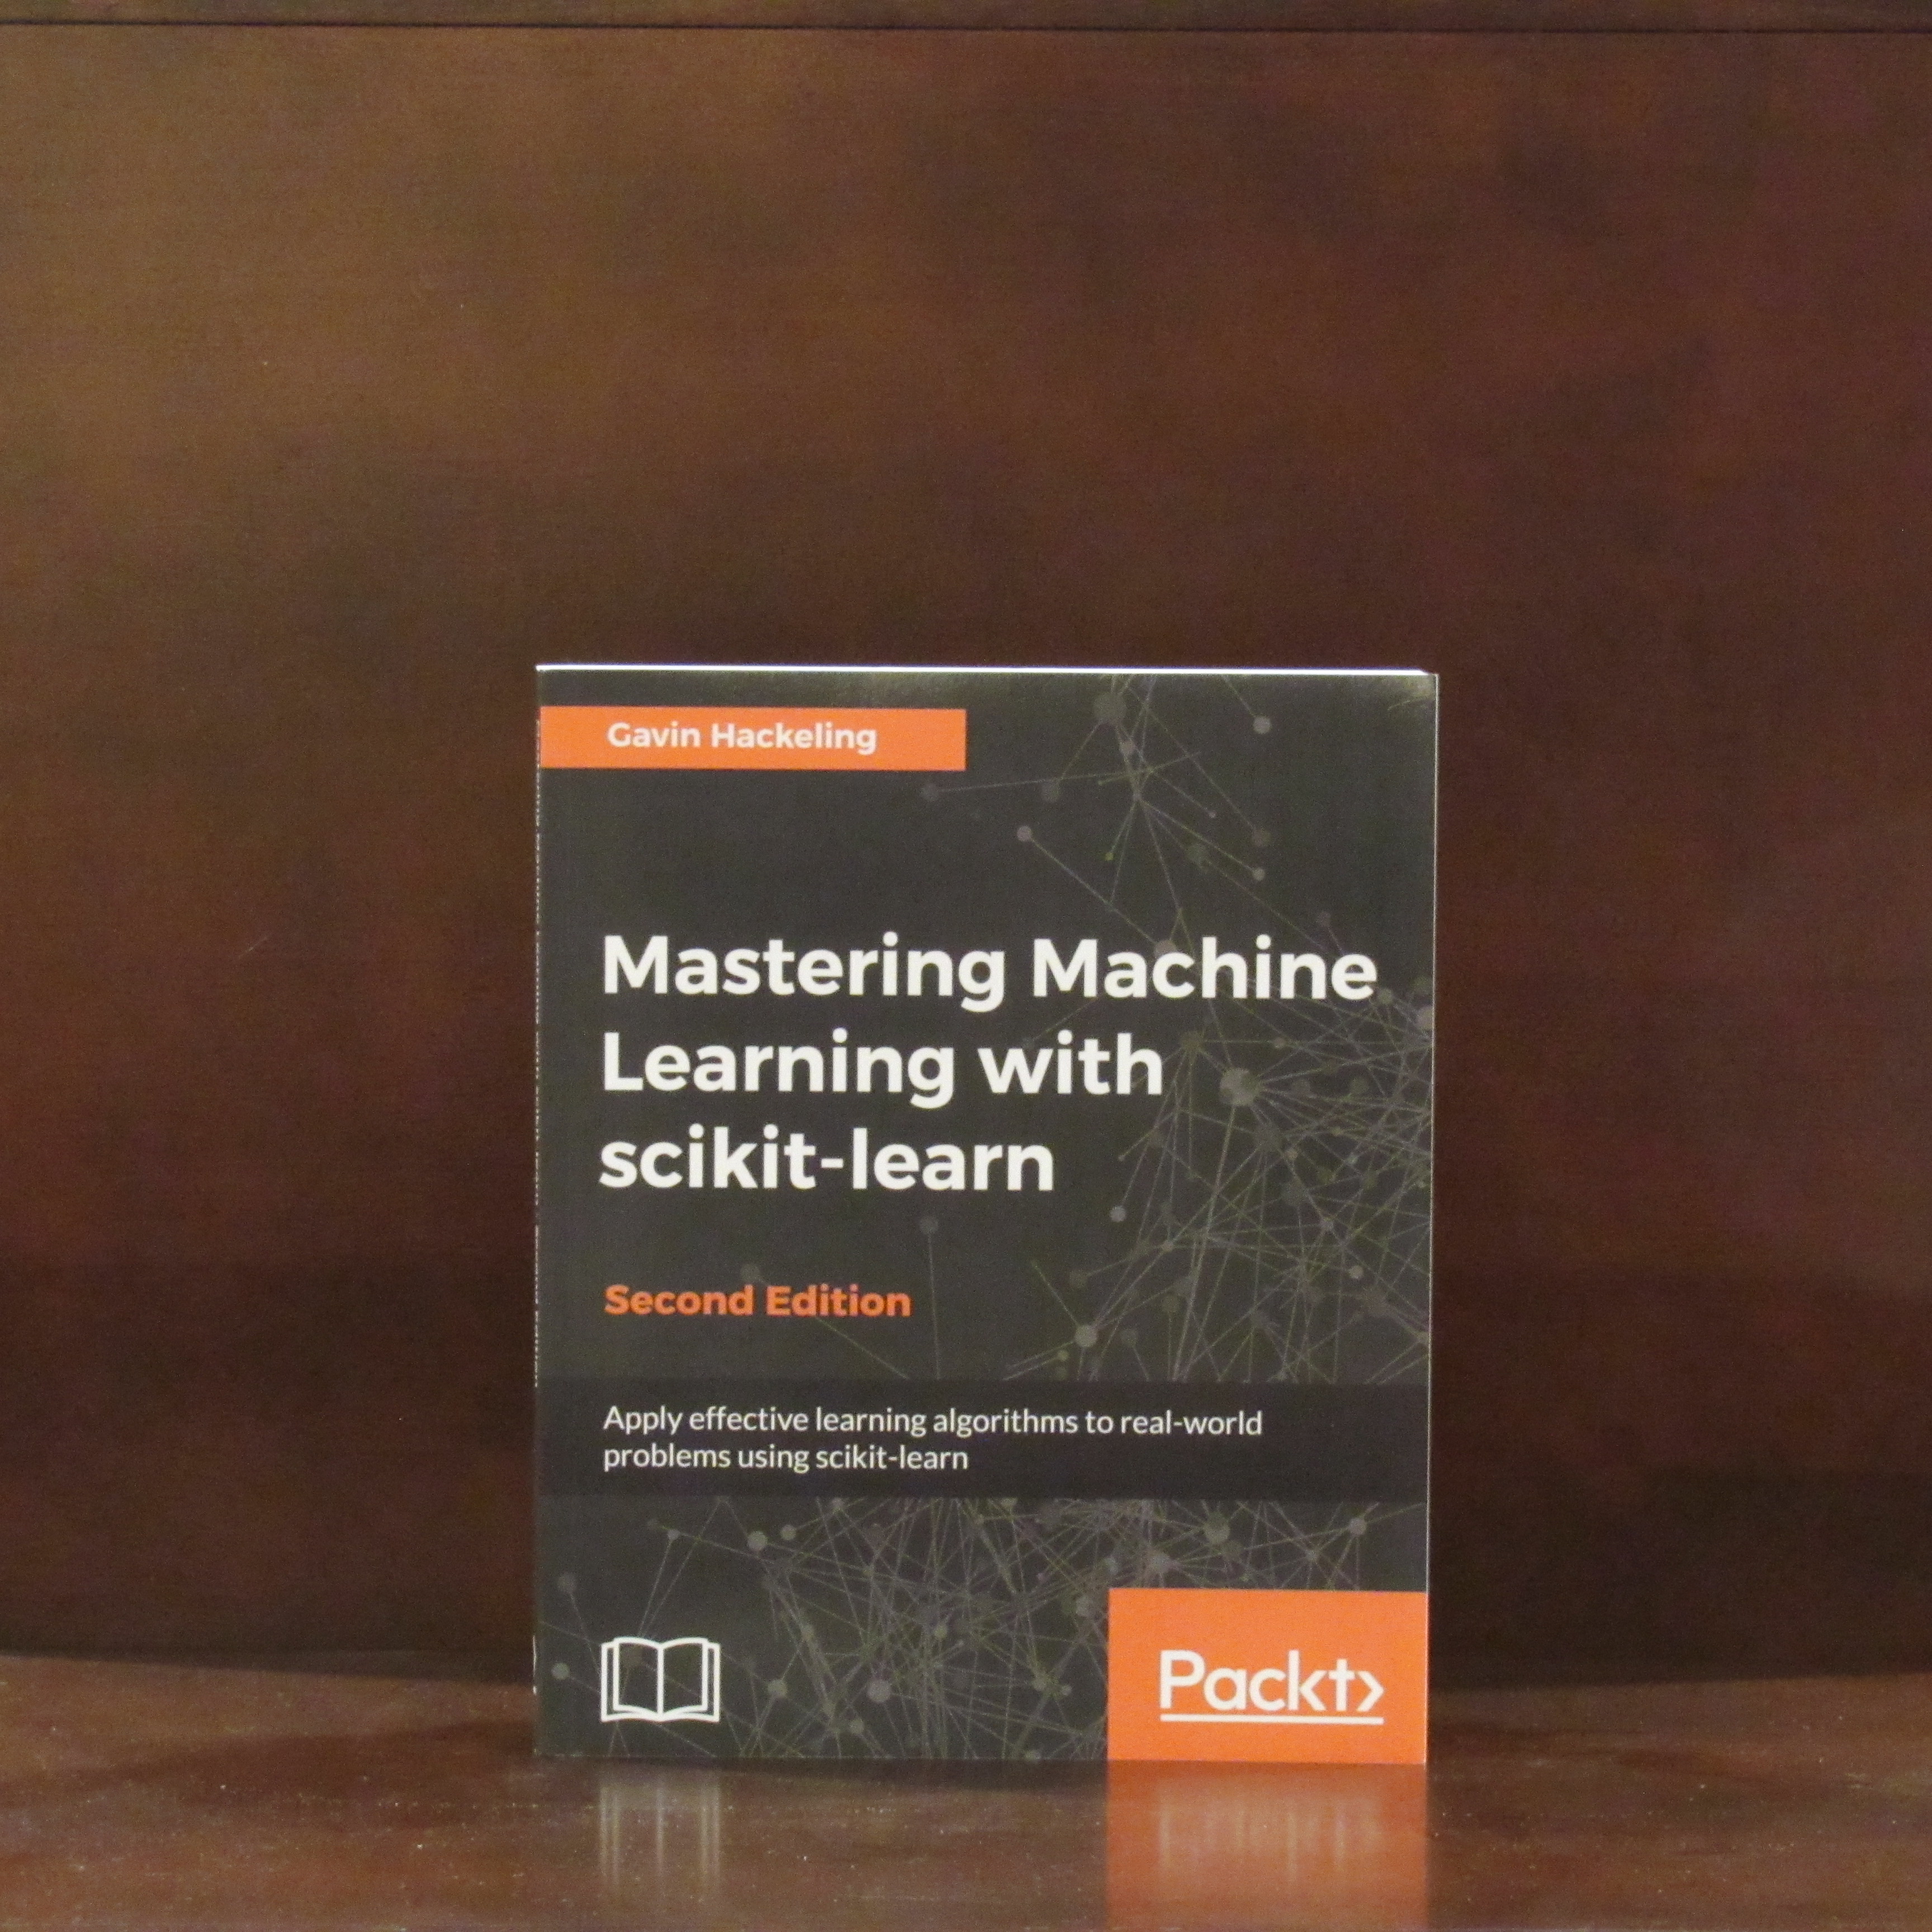 Gavin Hackeling
Mastering Machine
Learning with
scikit-learn
Second Edition
Apply effective learning algorithms to real-world
problems using scikit-learn
Packt>